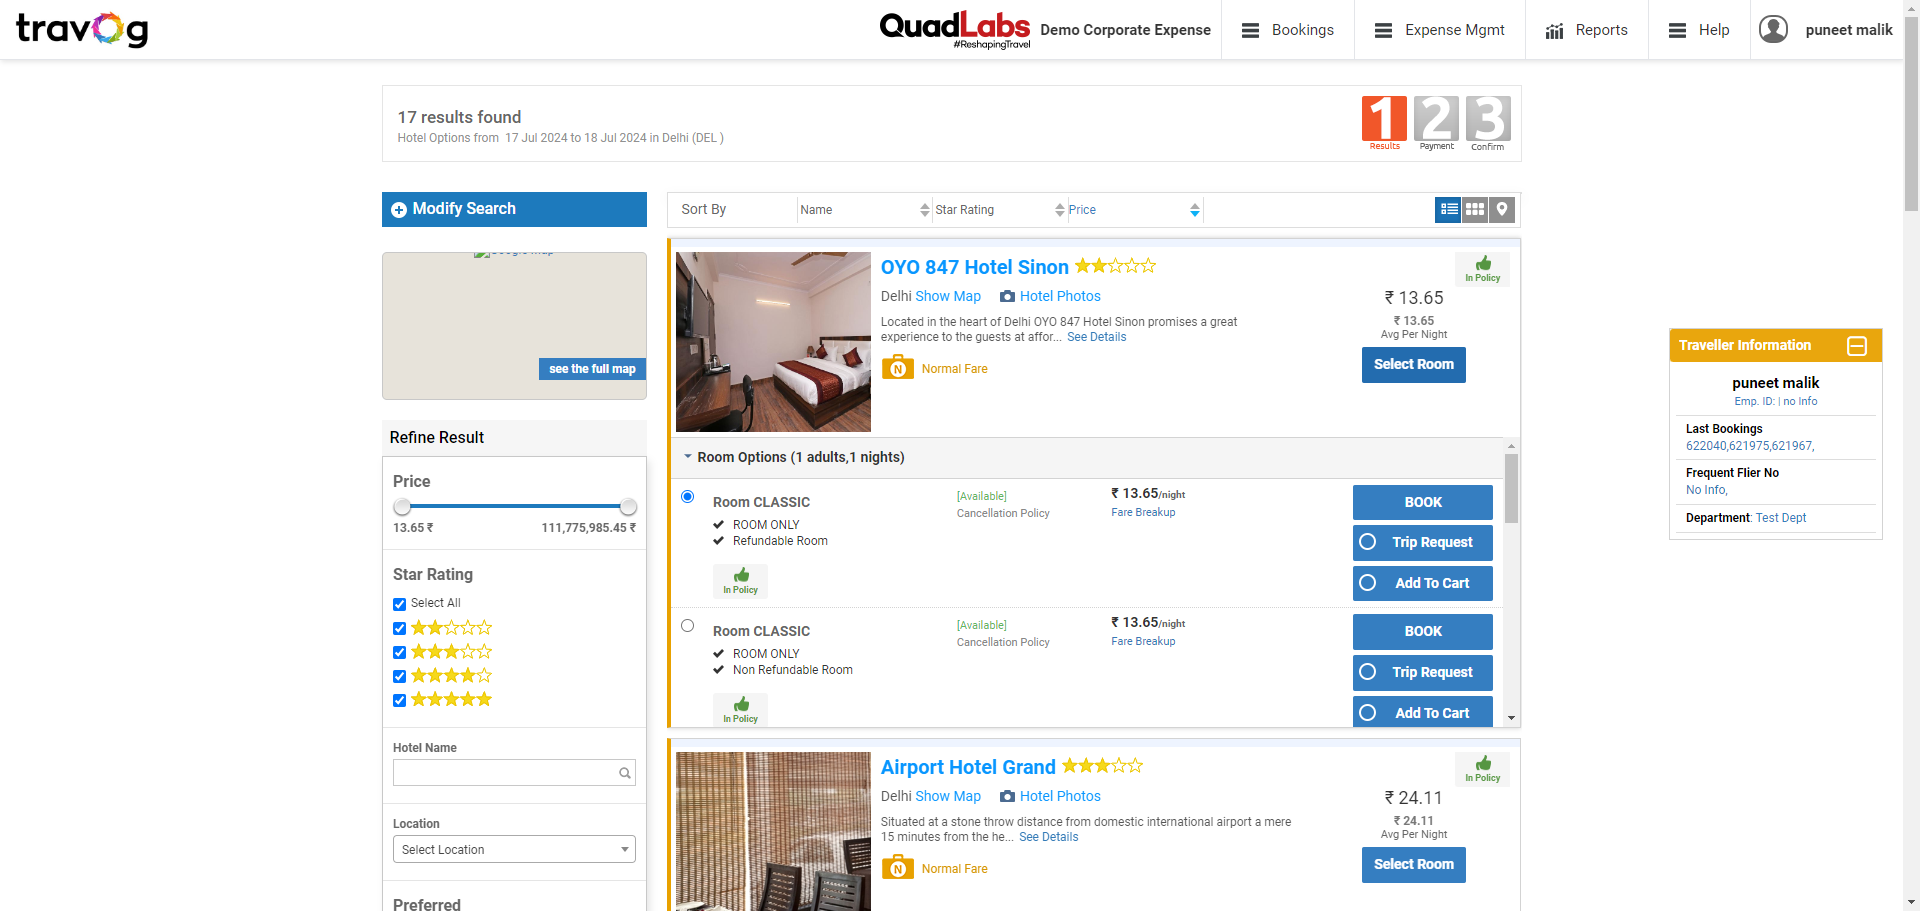 travog
QuadLabs
#ReshapingTravel
Demo Corporate Expense
Bookings
Expense Mgmt
Reports
Help
puneet malik
17 results found
Hotel Options from 17 Jul 2024 to 18 Jul 2024 in Delhi (DEL )
1 2 3
Results Payment Confirm
Modify Search
see the full map
Refine Result
Price
13.65 ₹ 111,775,985.45 ₹
Star Rating
Select All
Hotel Name
Location
Select Location
Preferred
Sort By Name Star Rating Price
OYO 847 Hotel Sinon
Delhi Show Map Hotel Photos
Located in the heart of Delhi OYO 847 Hotel Sinon promises a great
experience to the guests at affor... See Details
N Normal Fare
In Policy
₹ 13.65
₹ 13.65
Avg Per Night
Select Room
Room Options (1 adults,1 nights)
Room CLASSIC
ROOM ONLY
Refundable Room
In Policy
[Available]
Cancellation Policy
₹ 13.65/night
Fare Breakup
BOOK
Trip Request
Add To Cart
Room CLASSIC
ROOM ONLY
Non Refundable Room
In Policy
[Available]
Cancellation Policy
₹ 13.65/night
Fare Breakup
BOOK
Trip Request
Add To Cart
Airport Hotel Grand
Delhi Show Map Hotel Photos
Situated at a stone throw distance from domestic international airport a mere
15 minutes from the he... See Details
N Normal Fare
In Policy
₹ 24.11
₹ 24.11
Avg Per Night
Select Room
Traveller Information
puneet malik
Emp. ID: | no Info
Last Bookings
622040,621975,621967,
Frequent Flier No
No Info,
Department: Test Dept